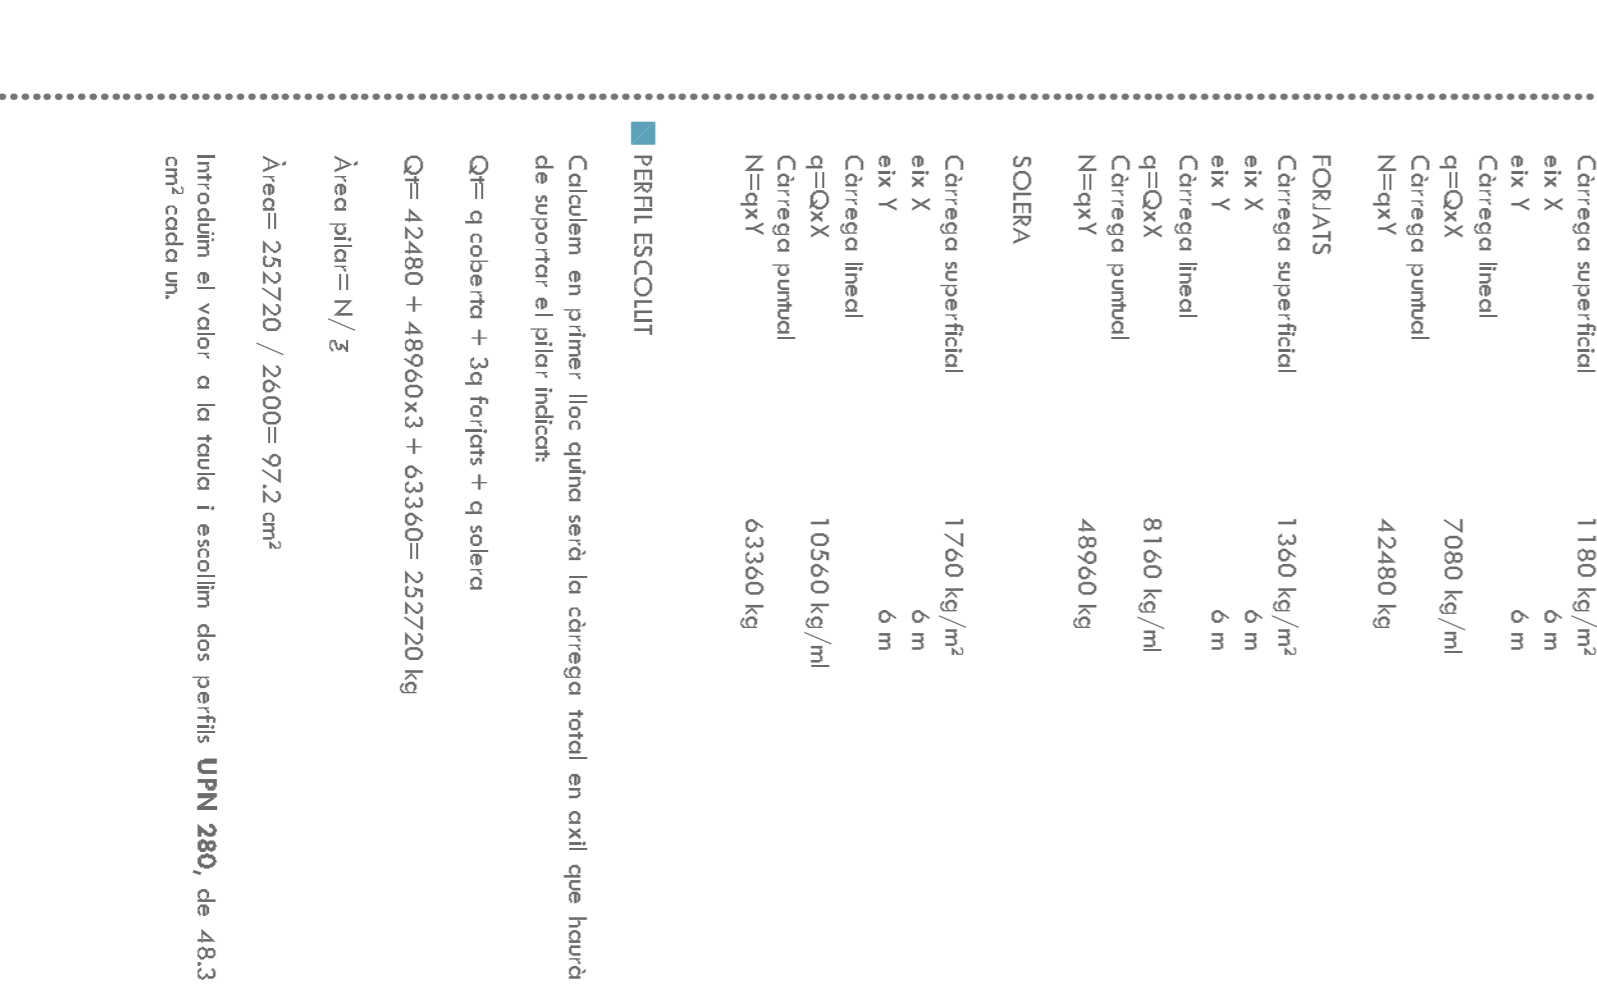 Càrrega superficial 1180 kg/m²
eix X 6 m
eix Y 6 m
Càrrega lineal
q=QxX 7080 kg/ml
Càrrega puntual
N=qxY 42480 kg
FORJATS
Càrrega superficial 1360 kg/m²
eix X 6 m
eix Y 6 m
Càrrega lineal
q=QxX 8160 kg/ml
Càrrega puntual
N=qxY 48960 kg
SOLERA
Càrrega superficial 1760 kg/m²
eix X 6 m
eix Y 6 m
Càrrega lineal
q=QxX 10560 kg/ml
Càrrega puntual
N=qxY 63360 kg
PERFIL ESCOLLIT
Calculem en primer lloc quina serà la càrrega total en axil que haurà
de suportar el pilar indicat:
Qt= q coberta + 3q forjats + q solera
Qt= 42480 + 48960x3 + 63360= 252720 kg
Àrea pilar= N/
Àrea= 252720 / 2600= 97.2 cm²
Introduïm el valor a la taula i escollim dos perfils UPN 280, de 48.3
cm² cada un.